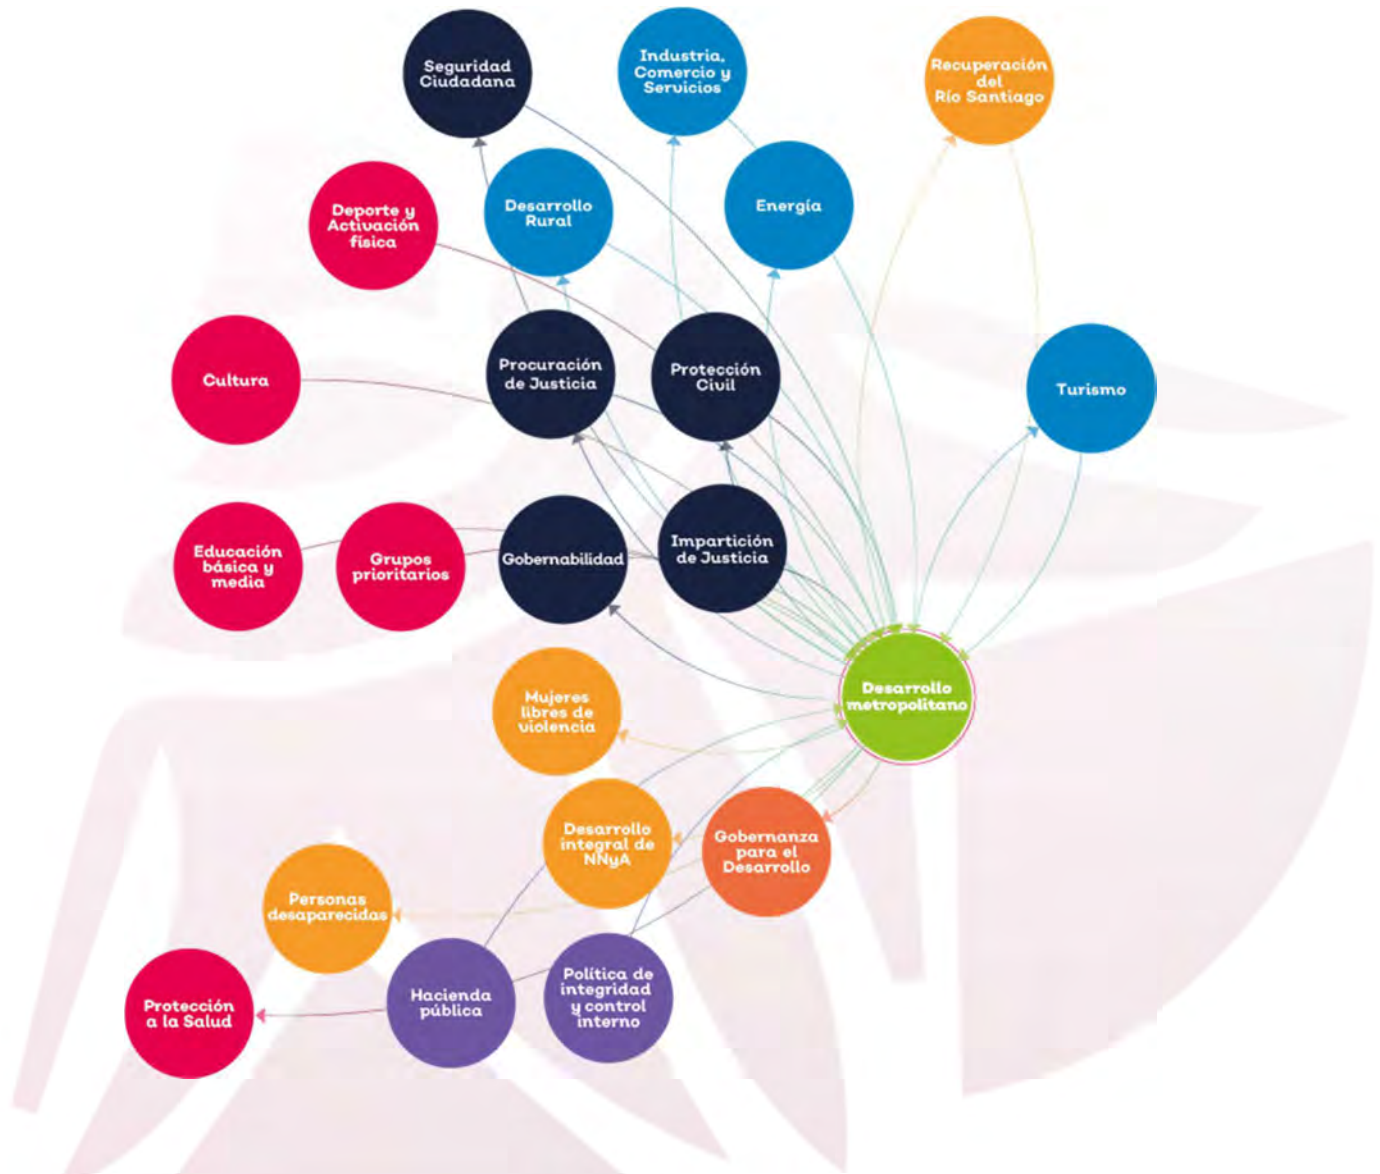 Seguridad
Ciudadana
Industria,
Comercio y
Servicios
Recuperación
del
Río Santiago
Deporte y
Activación
física
Desarrollo
Rural
Energía
Cultura
Procuración
de Justicia
Protección
Civil
Turismo
Educación
básica y
media
Grupos
prioritarios
Gobernabilidad
Impartición
de Justicia
Mujeres
libres de
violencia
Desarrollo
metropolitano
Desarrollo
integral de
NNyA
Gobernanza
para el
Desarrollo
Personas
desaparecidas
Protección
a la Salud
Hacienda
pública
Política de
integridad
y control
interno